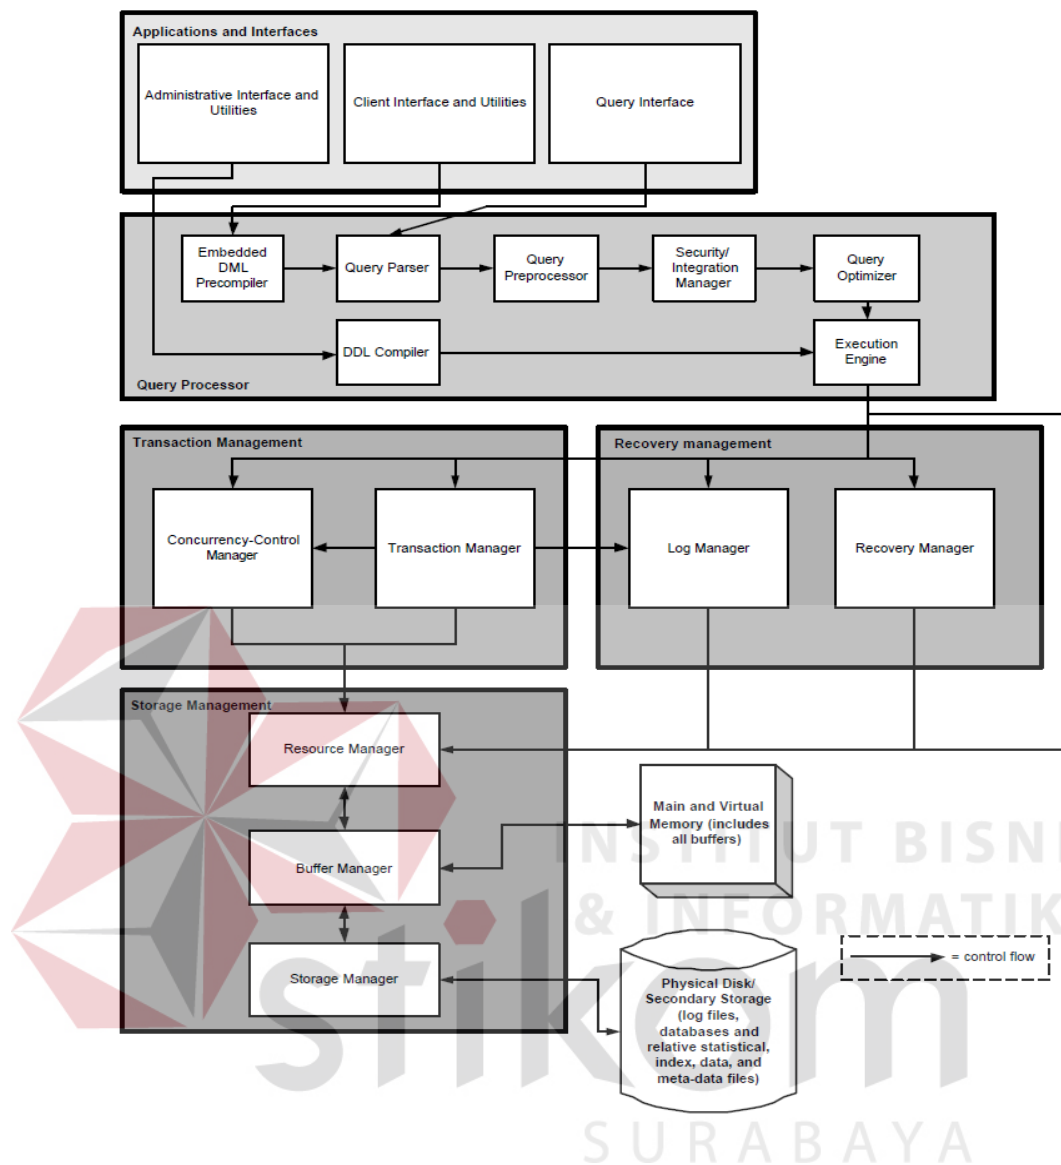 Applications and Interfaces
Administrative Interface and
Utilities
Client Interface and Utilities
Query Interface
Embedded
DML
Precompiler
Query Parser
Query
Preprocessor
Security/
Integration
Manager
Query
Optimizer
DDL Compiler
Execution
Engine
Query Processor
Transaction Management
Recovery management
Concurrency-Control
Manager
Transaction Manager
Log Manager
Recovery Manager
Storage Management
Resource Manager
Main and Virtual
Memory (includes
all buffers)
Buffer Manager
INSTITUT BISNI
& INFORMATIK
= control flow
Storage Manager
Physical Disk/
Secondary Storage
(log files,
databases and
relative statistical,
index, data, and
meta-data files)
stikom
SURABAYA